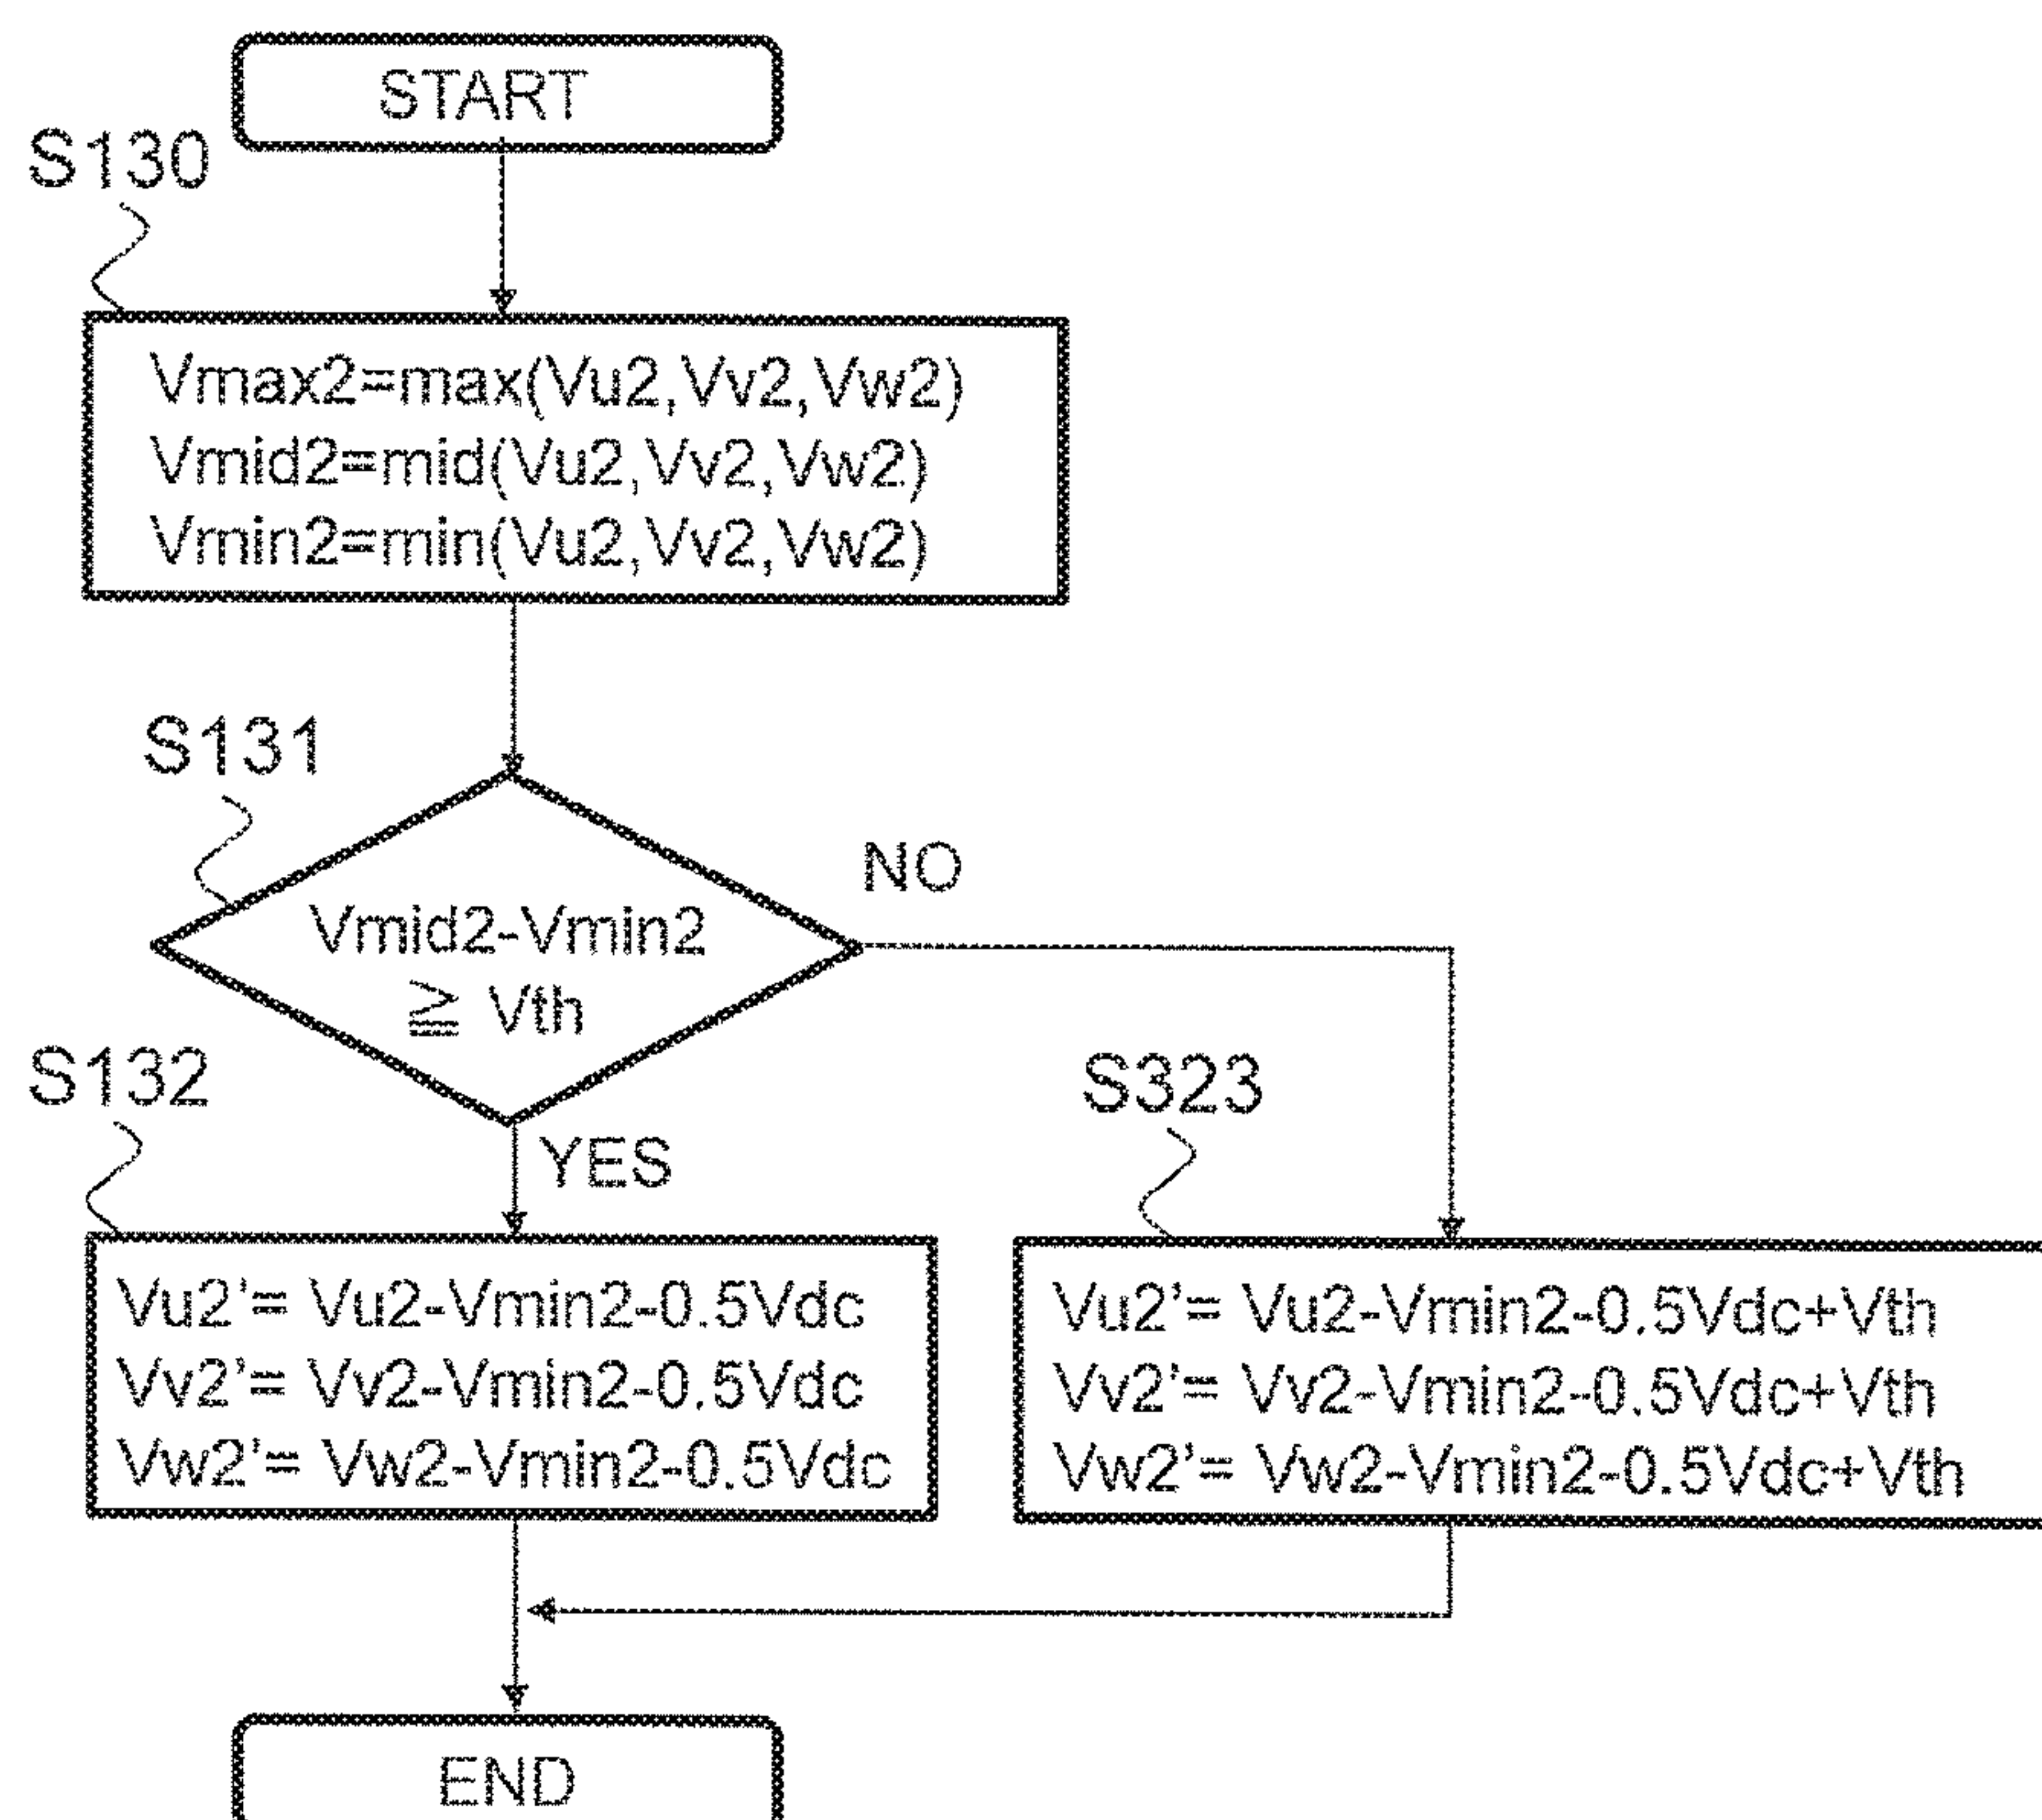 START
S130
Vmax2=max(Vu2,Vv2,Vw2)
Vmid2=mid(Vu2,Vv2,Vw2)
Vmin2=min(Vu2,Vv2,Vw2)
S131
NO
Vmid2-Vmin2
≧ Vth
S132
YES
S323
Vu2'= Vu2-Vmin2-0.5Vdc
Vv2'= Vv2-Vmin2-0.5Vdc
Vw2'= Vw2-Vmin2-0.5Vdc
Vu2'= Vu2-Vmin2-0.5Vdc+Vth
Vv2'= Vv2-Vmin2-0.5Vdc+Vth
Vw2'= Vw2-Vmin2-0.5Vdc+Vth
END